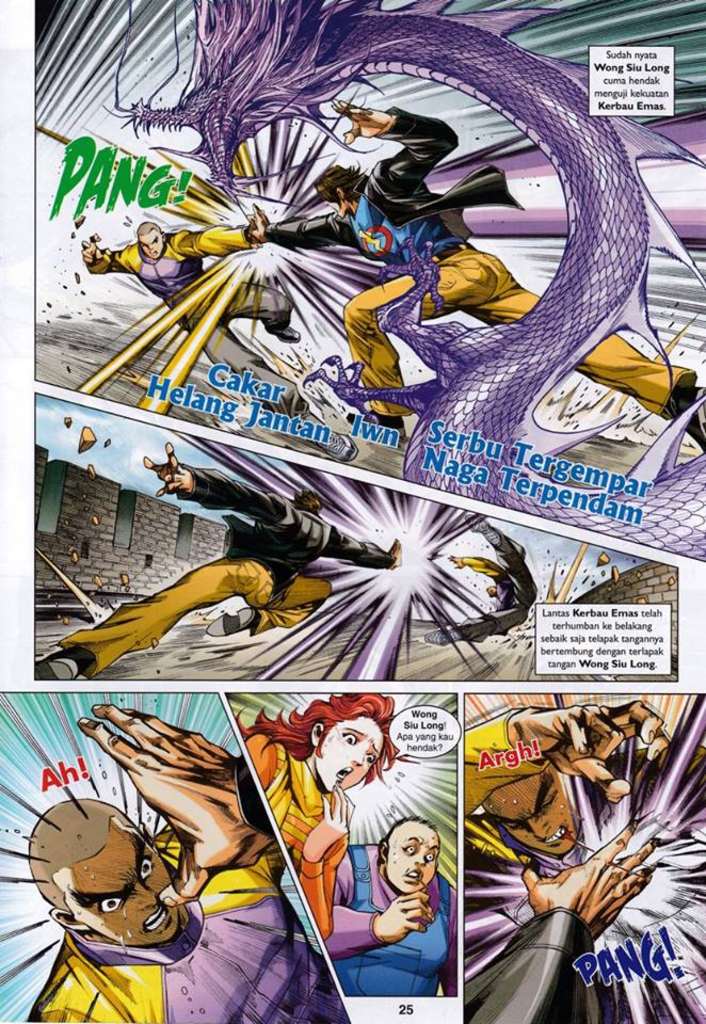 Sudah nyata
Wong Siu Long
cuma hendak
menguji kekuatan
Kerbau Emas.
PANG!
Cakar
Helang Jantan
Iwn
Serbu Tergempar
Naga Terpendam
Lantas Kerbau Emas telah
terhumban ke belakang
sebaik saja telapak tangannya
bertembung dengan terlapak
tangan Wong Siu Long.
Ah!
Wong
Siu Long!
Apa yang kau
hendak?
Argh!
PANG!
25